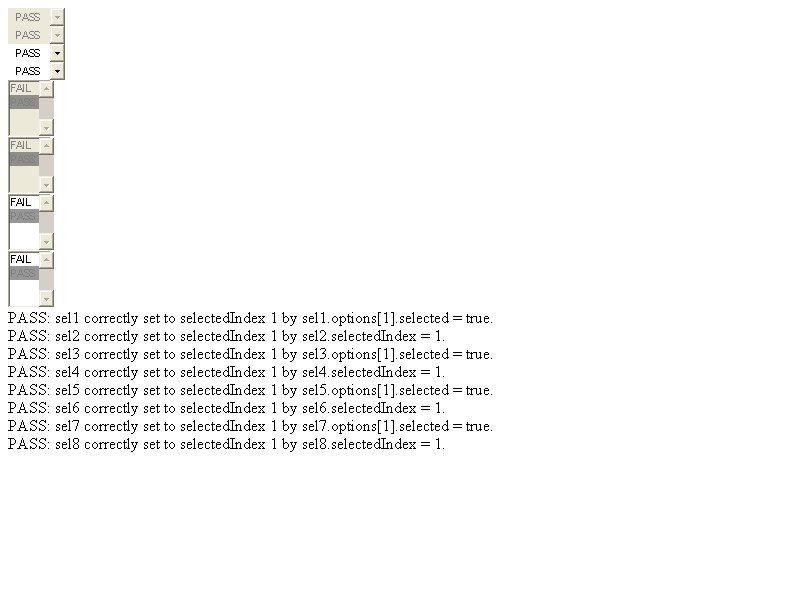 PASS
PASS
PASS
PASS
FAIL
PASS
FAIL
PASS
FAIL
PASS
FAIL
PASS
PASS: sel1 correctly set to selectedIndex 1 by sel1.options[1].selected = true.
PASS: sel2 correctly set to selectedIndex 1 by sel2.selectedIndex = 1.
PASS: sel3 correctly set to selectedIndex 1 by sel3.options[1].selected = true.
PASS: sel4 correctly set to selectedIndex 1 by sel4.selectedIndex = 1.
PASS: sel5 correctly set to selectedIndex 1 by sel5.options[1].selected = true.
PASS: sel6 correctly set to selectedIndex 1 by sel6.selectedIndex = 1.
PASS: sel7 correctly set to selectedIndex 1 by sel7.options[1].selected = true.
PASS: sel8 correctly set to selectedIndex 1 by sel8.selectedIndex = 1.